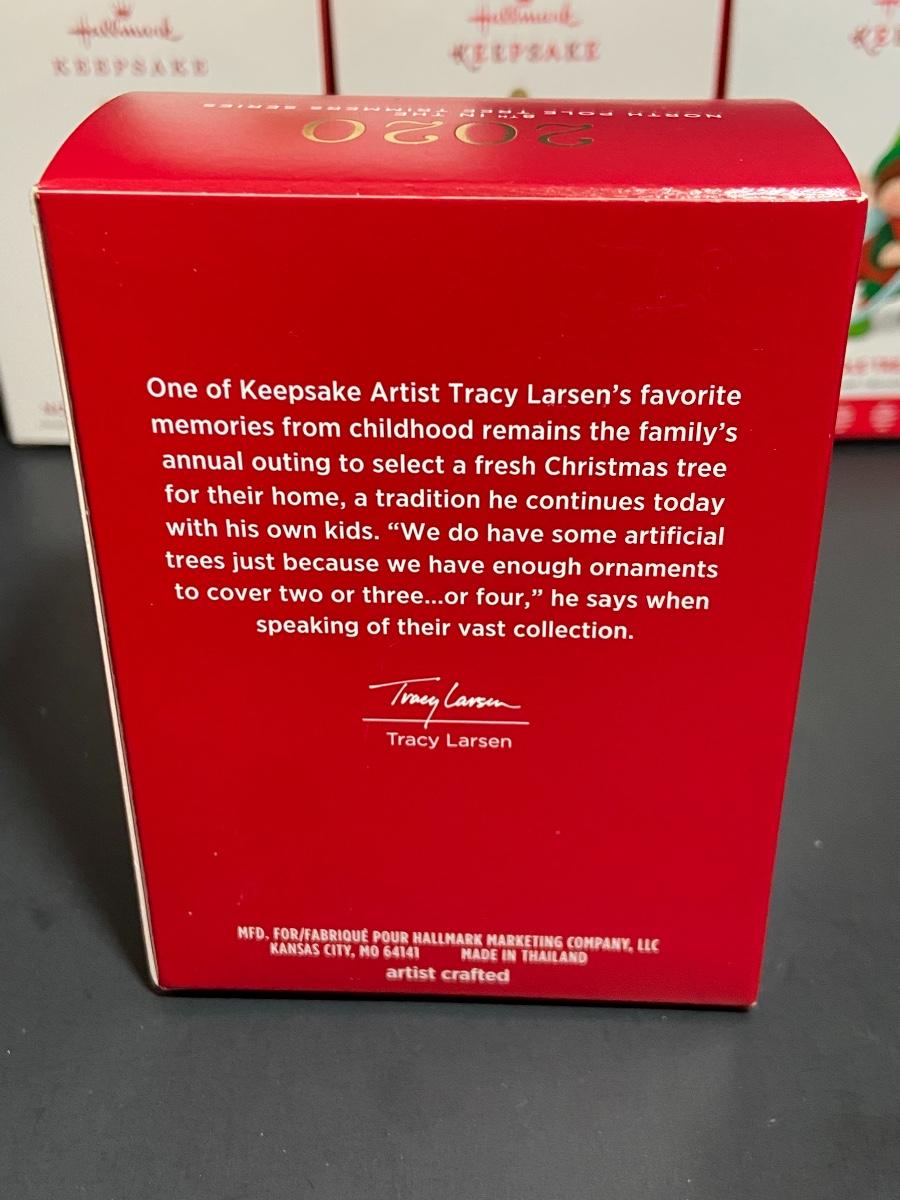 Hallmark
KEEPSAKE
Hallmark
KEEPSAKE
2020
8TH IN THE
NORTH POLE TREE TRIMMERS SERIES
One of Keepsake Artist Tracy Larsen’s favorite
memories from childhood remains the family’s
annual outing to select a fresh Christmas tree
for their home, a tradition he continues today
with his own kids. “We do have some artificial
trees just because we have enough ornaments
to cover two or three...or four,” he says when
speaking of their vast collection.
Tracy Larsen
Tracy Larsen
MFD. FOR/FABRIQUÉ POUR HALLMARK MARKETING COMPANY, LLC
KANSAS CITY, MO 64141 MADE IN THAILAND
artist crafted